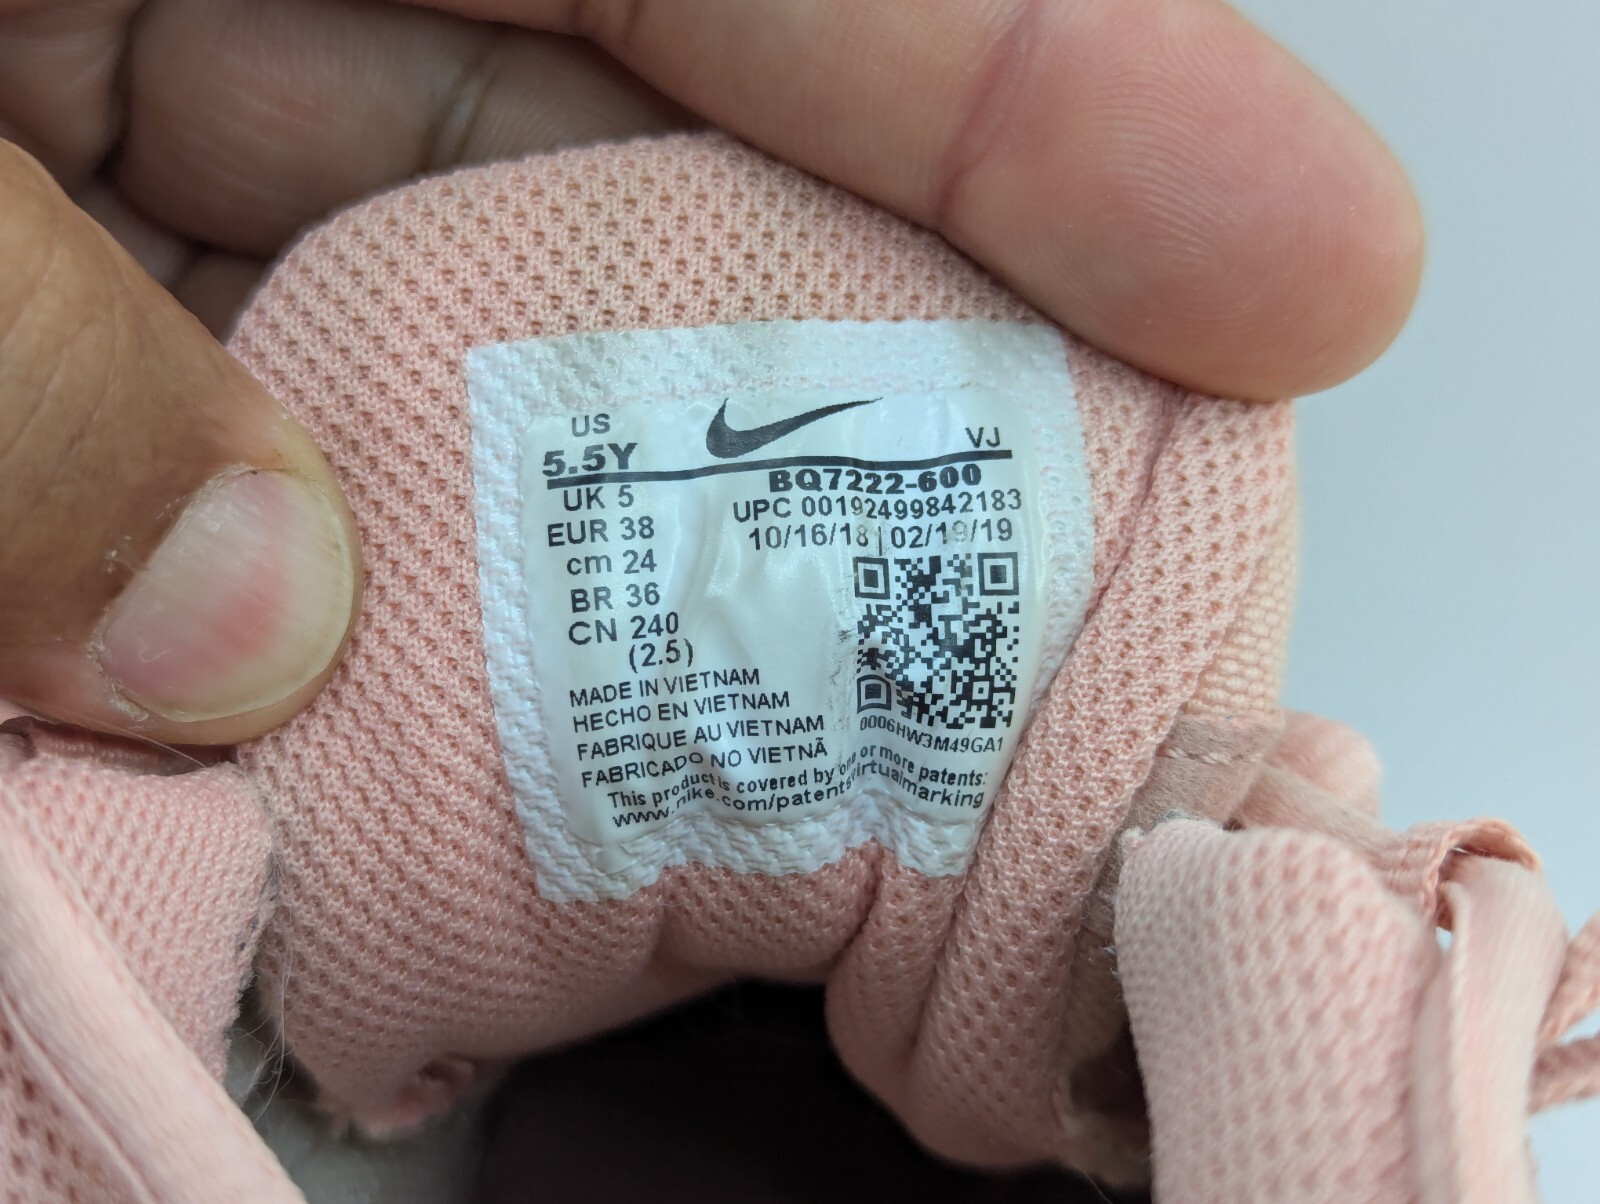 US
5.5Y
VJ
UK 5
EUR 38
cm 24
BR 36
CN 240
(2.5)
BQ7222-600
UPC 00192499842183
10/16/18 | 02/19/19
MADE IN VIETNAM
HECHO EN VIETNAM
FABRIQUE AU VIETNAM
FABRICADO NO VIETNÃ
0006HW3M49GA1
This product is covered by one or more patents:
www.nike.com/patentsvirtualmarking